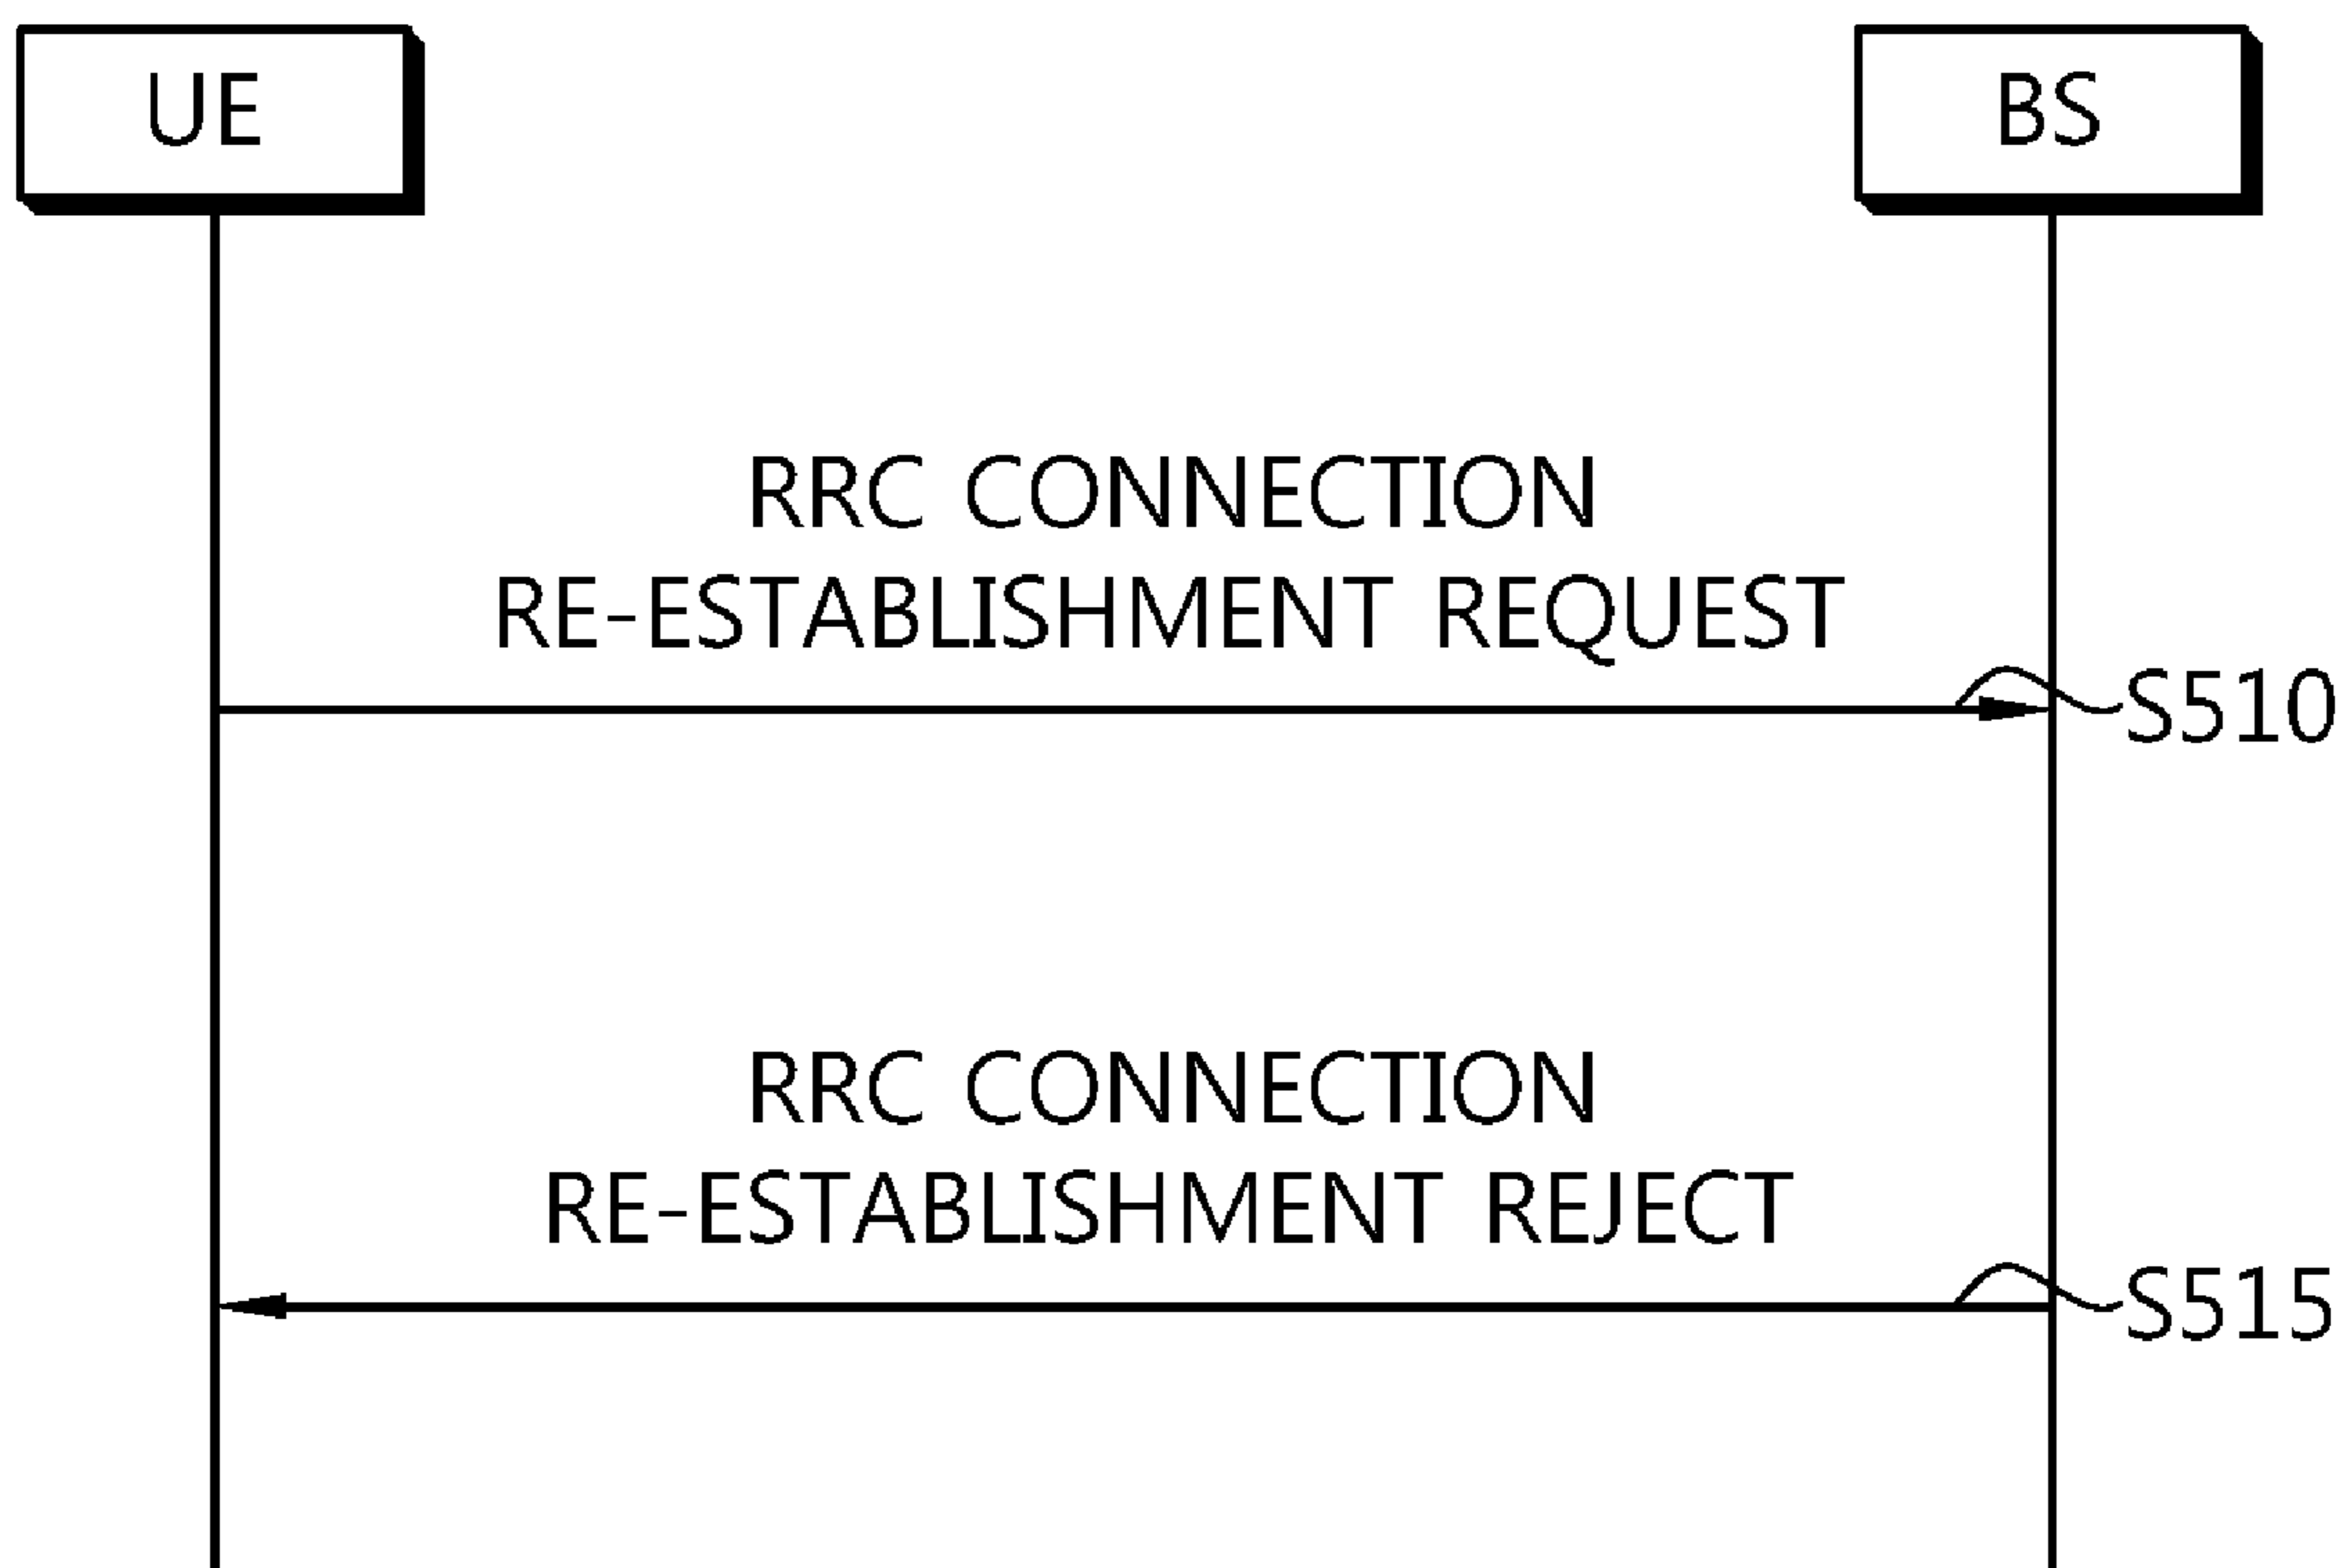 UE
BS
RRC CONNECTION
RE-ESTABLISHMENT REQUEST
S510
RRC CONNECTION
RE-ESTABLISHMENT REJECT
S515